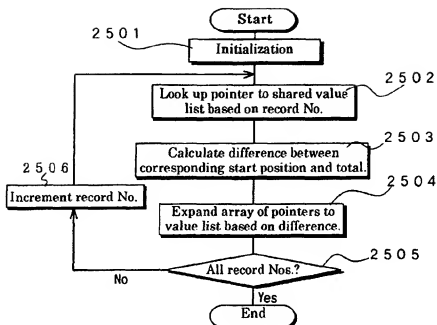 Start
2501
Initialization
2502
Look up pointer to shared value
list based on record No.
2503
Calculate difference between
corresponding start position and total.
2506
Increment record No.
2504
Expand array of pointers to
value list based on difference.
2505
All record Nos.?
No
Yes
End